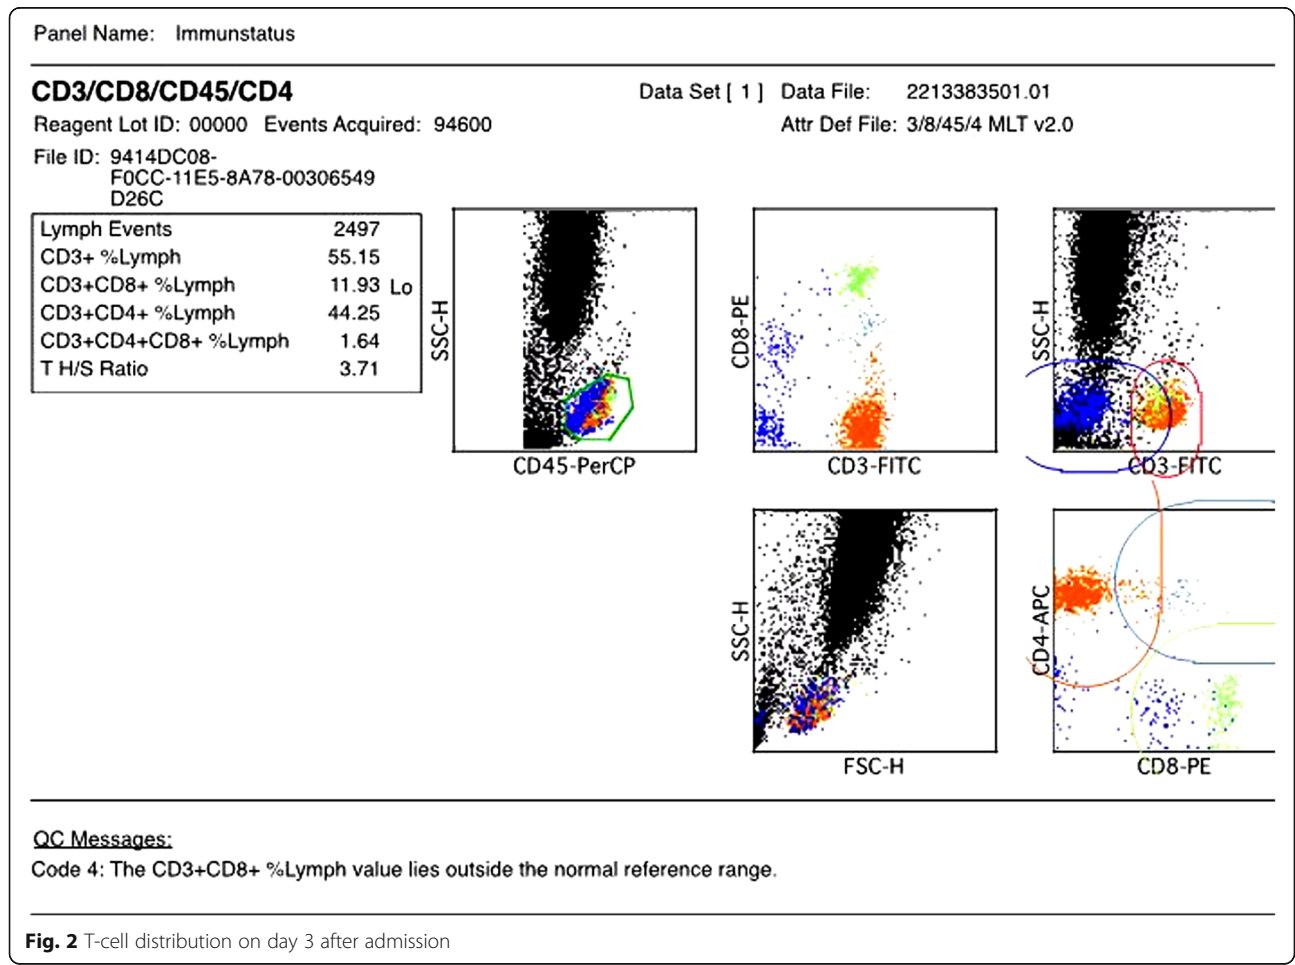 Panel Name: Immunstatus
CD3/CD8/CD45/CD4
Data Set [ 1 ] Data File: 2213383501.01
Reagent Lot ID: 00000 Events Acquired: 94600
Attr Def File: 3/8/45/4 MLT v2.0
File ID: 9414DC08-
F0CC-11E5-8A78-00306549
D26C
Lymph Events 2497
CD3+ %Lymph 55.15
CD3+CD8+ %Lymph 11.93 Lo
CD3+CD4+ %Lymph 44.25
CD3+CD4+CD8+ %Lymph 1.64
T H/S Ratio 3.71
SSC-H
CD45-PerCP
CD8-PE
CD3-FITC
SSC-H
CD3-FITC
SSC-H
FSC-H
CD4-APC
CD8-PE
QC Messages:
Code 4: The CD3+CD8+ %Lymph value lies outside the normal reference range.
Fig. 2 T-cell distribution on day 3 after admission